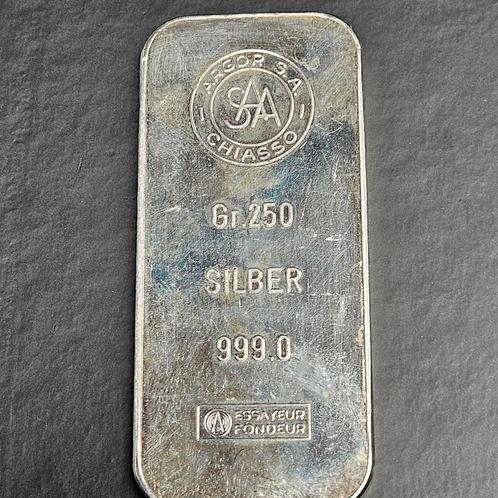 ARGOR S.A.
SAA
CHIASSO
Gr.250
SILBER
999.0
ESSAYEUR
FONDEUR